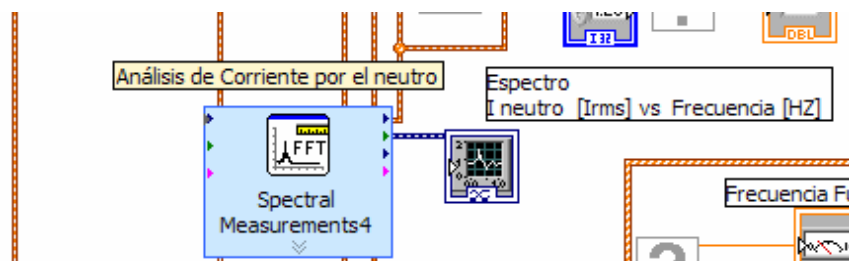 I32
DBL
Análisis de Corriente por el neutro
Espectro
I neutro [Irms] vs Frecuencia [HZ]
FFT
Spectral
Measurements4
Frecuencia